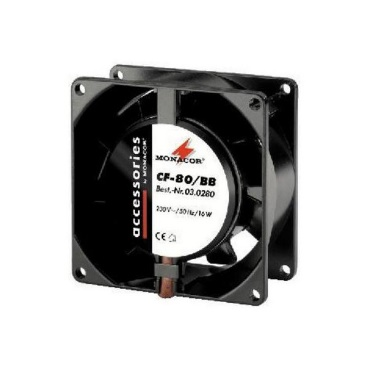 accessories
by MONACOR®
MONACOR®
CF-80/BB
Best.-Nr. 03.0280
230V~/50Hz/16W
CE